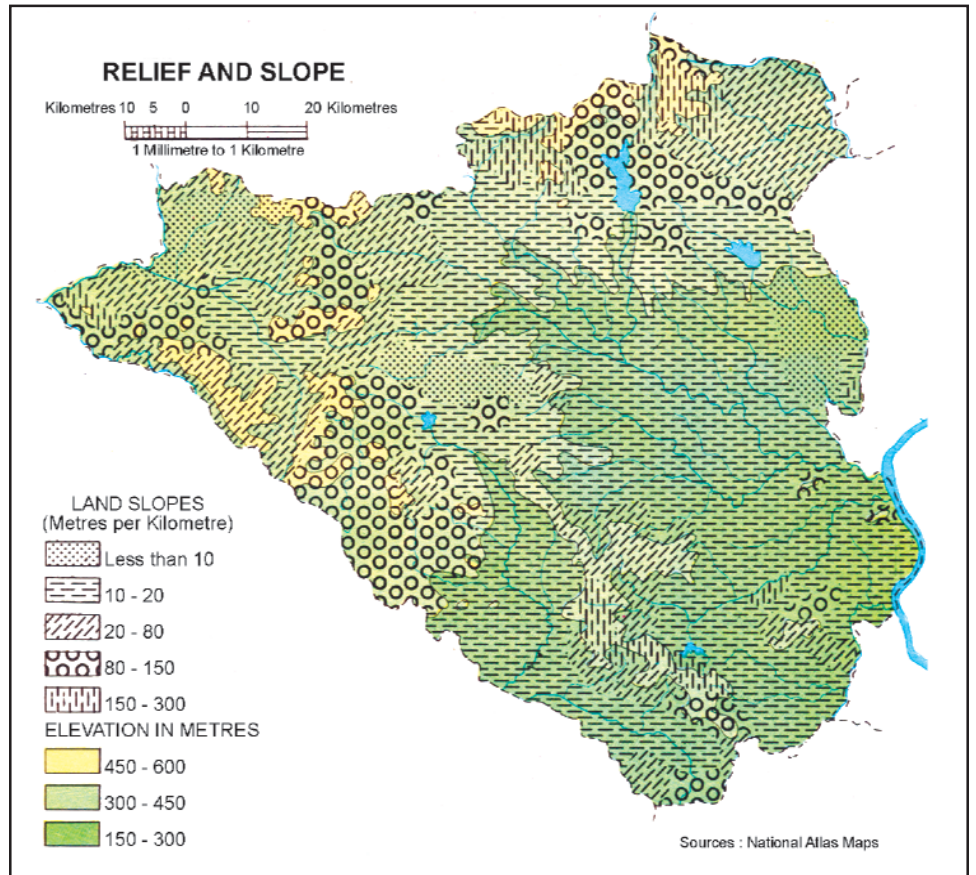 RELIEF AND SLOPE
Kilometres 10 5 0 10 20 Kilometres
1 Millimetre to 1 Kilometre
LAND SLOPES
(Metres per Kilometre)
Less than 10
10 - 20
20 - 80
80 - 150
150 - 300
ELEVATION IN METRES
450 - 600
300 - 450
150 - 300
Sources : National Atlas Maps